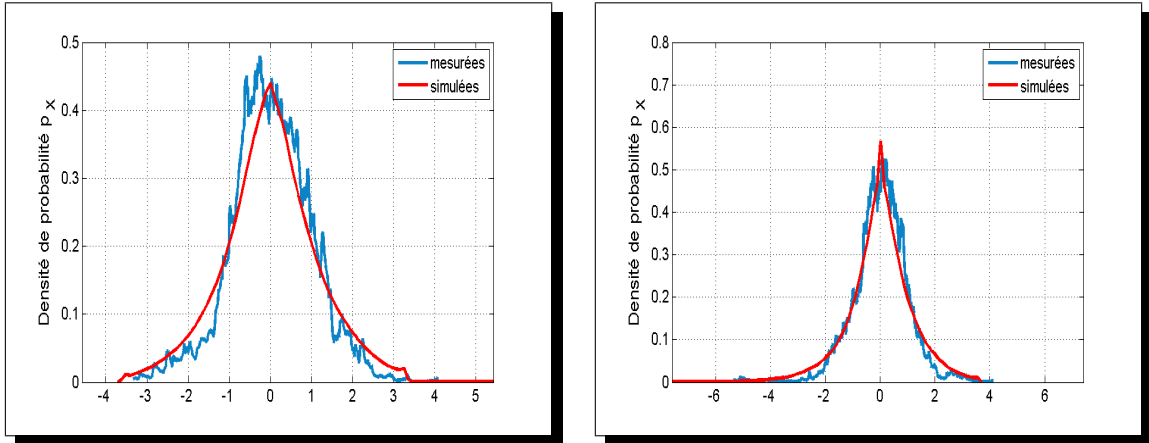 0.5
0.4
0.3
0.2
0.1
0
-4 -3 -2 -1 0 1 2 3 4 5
Densité de probabilité p x
mesurées
simulées
0.8
0.7
0.6
0.5
0.4
0.3
0.2
0.1
0
-6 -4 -2 0 2 4 6
Densité de probabilité p x
mesurées
simulées